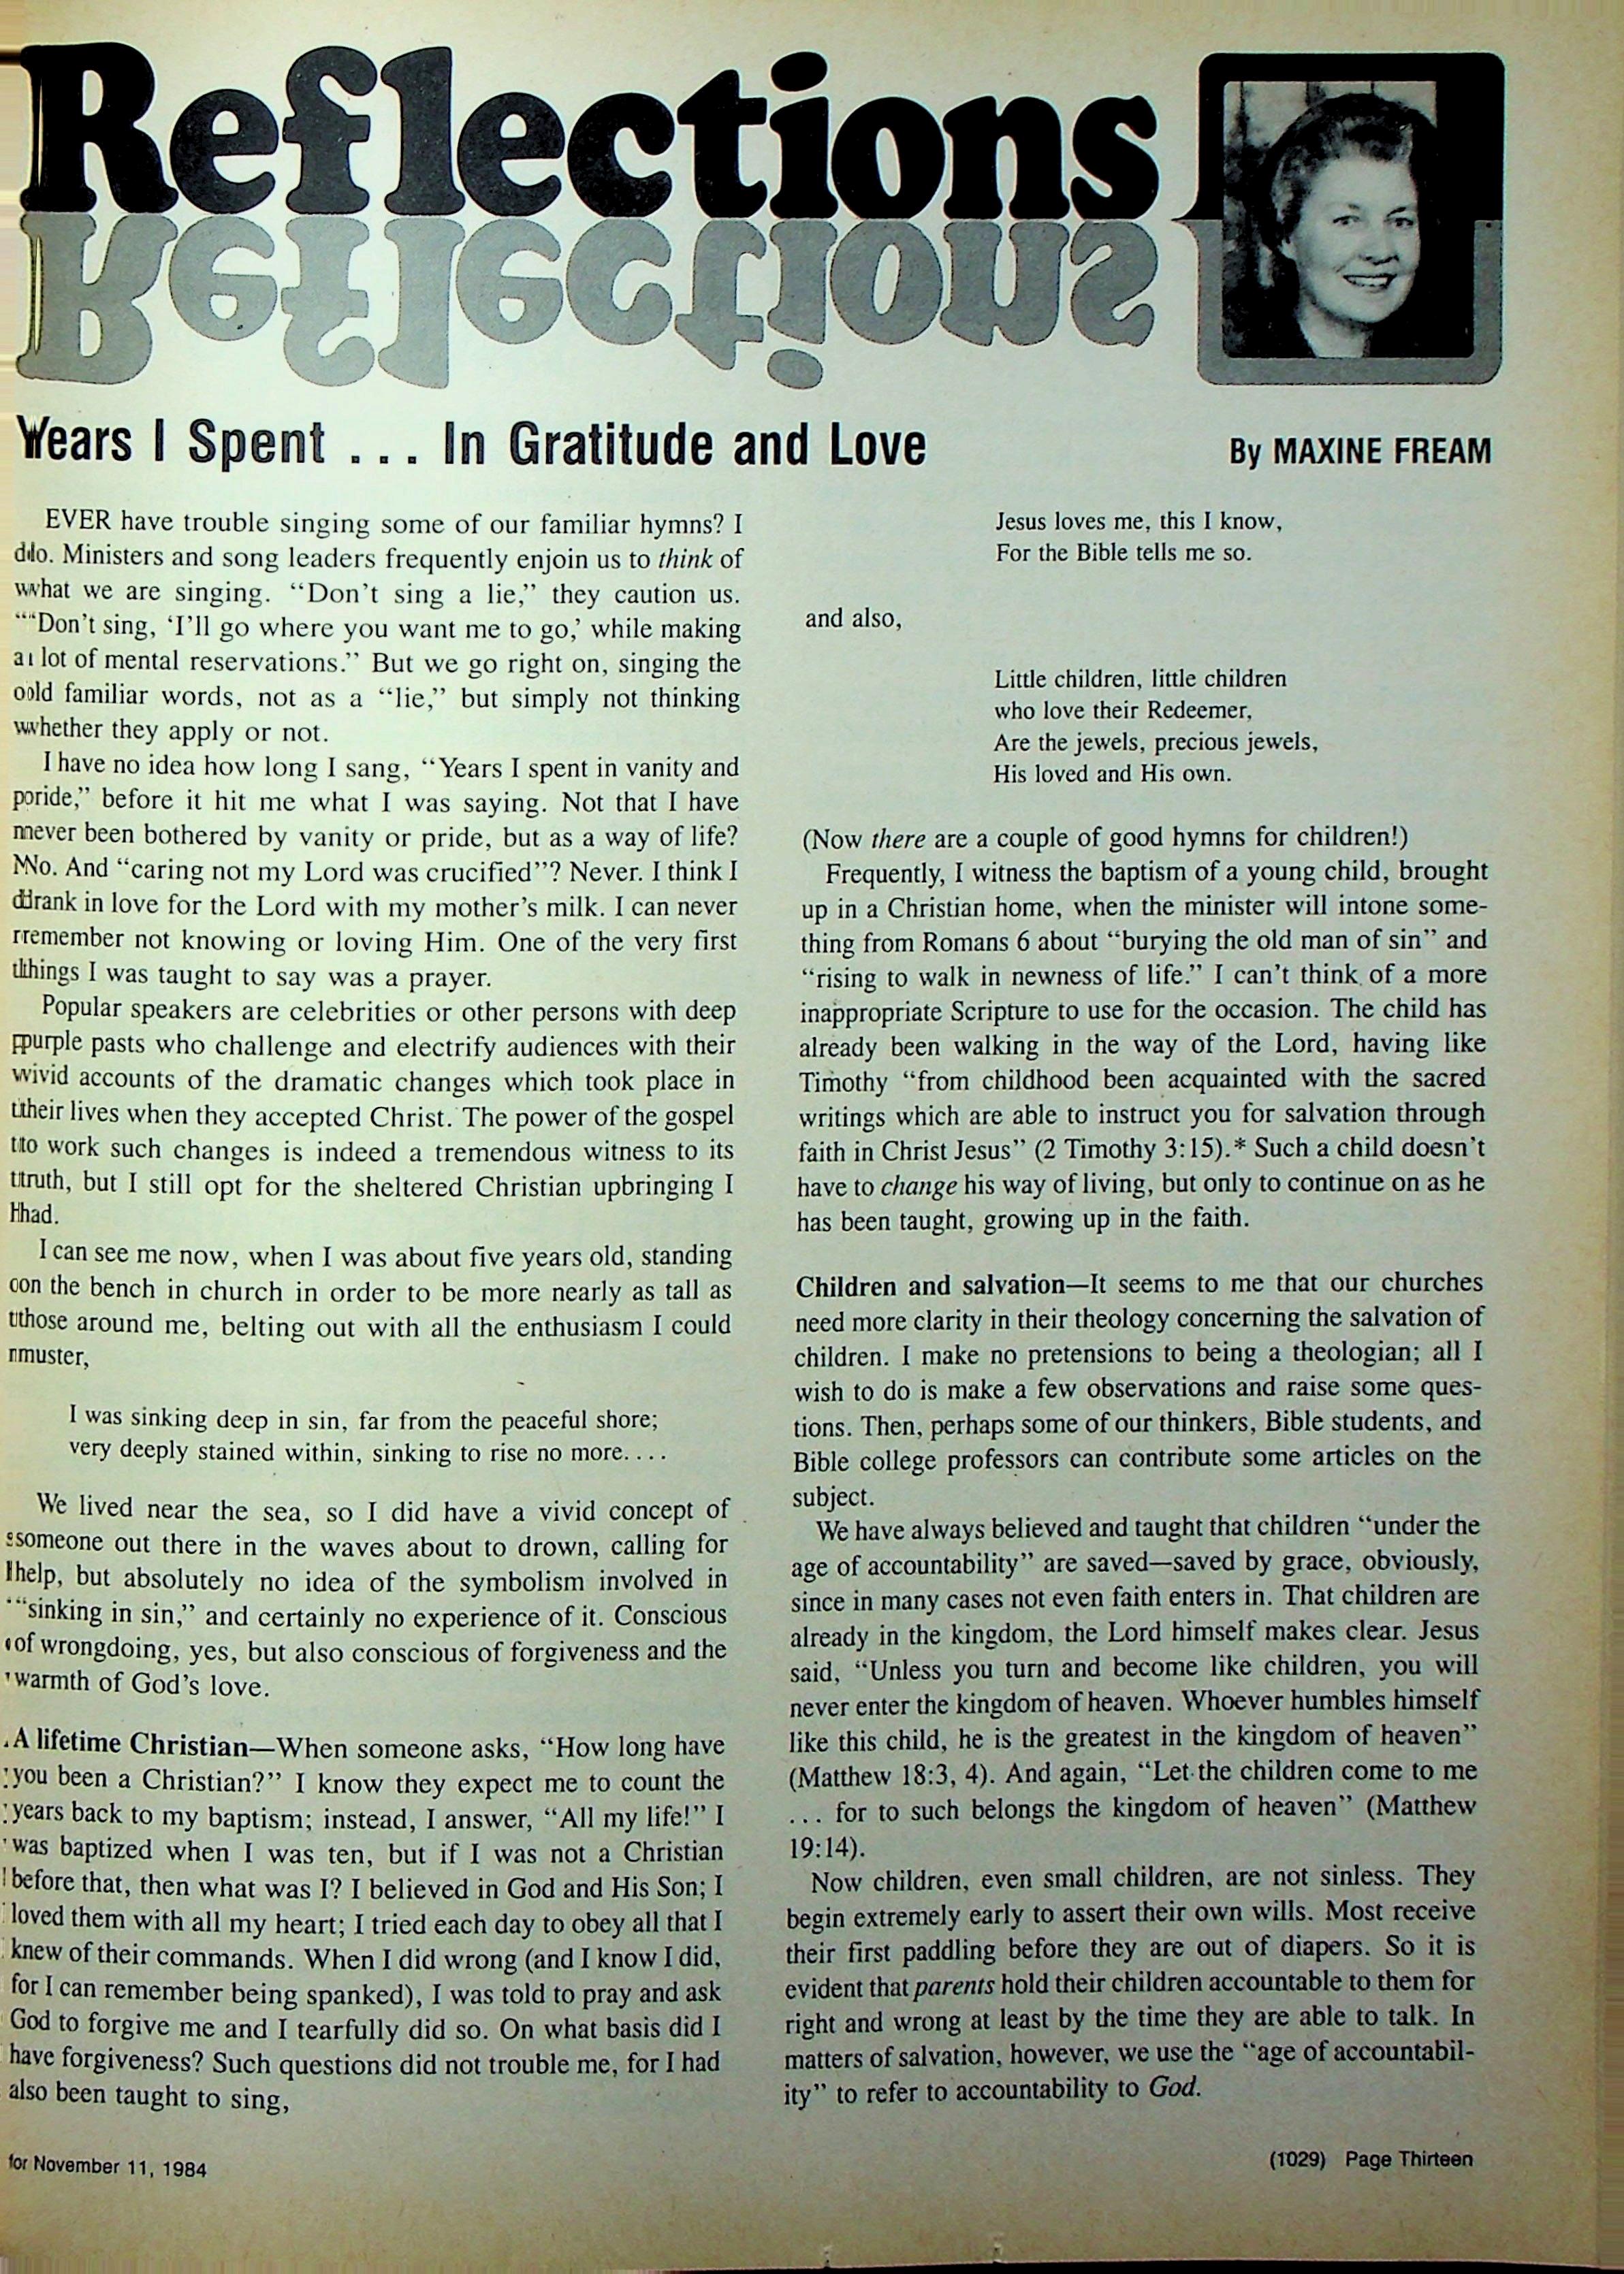 Reflections
Years I Spent . . . In Gratitude and Love
By MAXINE FREAM
EVER have trouble singing some of our familiar hymns? I
do. Ministers and song leaders frequently enjoin us to think of
what we are singing. “Don’t sing a lie,” they caution us.
“Don’t sing, ‘I’ll go where you want me to go,’ while making
a lot of mental reservations.” But we go right on, singing the
old familiar words, not as a “lie,” but simply not thinking
whether they apply or not.
I have no idea how long I sang, “Years I spent in vanity and
pride,” before it hit me what I was saying. Not that I have
never been bothered by vanity or pride, but as a way of life?
No. And “caring not my Lord was crucified”? Never. I think I
drank in love for the Lord with my mother’s milk. I can never
remember not knowing or loving Him. One of the very first
things I was taught to say was a prayer.
Popular speakers are celebrities or other persons with deep
purple pasts who challenge and electrify audiences with their
vivid accounts of the dramatic changes which took place in
their lives when they accepted Christ. The power of the gospel
to work such changes is indeed a tremendous witness to its
truth, but I still opt for the sheltered Christian upbringing I
had.
I can see me now, when I was about five years old, standing
on the bench in church in order to be more nearly as tall as
those around me, belting out with all the enthusiasm I could
muster,
I was sinking deep in sin, far from the peaceful shore;
very deeply stained within, sinking to rise no more. . . .
We lived near the sea, so I did have a vivid concept of
someone out there in the waves about to drown, calling for
help, but absolutely no idea of the symbolism involved in
“sinking in sin,” and certainly no experience of it. Conscious
of wrongdoing, yes, but also conscious of forgiveness and the
warmth of God’s love.
A lifetime Christian—When someone asks, “How long have
you been a Christian?” I know they expect me to count the
years back to my baptism; instead, I answer, “All my life!” I
was baptized when I was ten, but if I was not a Christian
before that, then what was I? I believed in God and His Son; I
loved them with all my heart; I tried each day to obey all that I
knew of their commands. When I did wrong (and I know I did,
for I can remember being spanked), I was told to pray and ask
God to forgive me and I tearfully did so. On what basis did I
have forgiveness? Such questions did not trouble me, for I had
also been taught to sing,
Jesus loves me, this I know,
For the Bible tells me so.
and also,
Little children, little children
who love their Redeemer,
Are the jewels, precious jewels,
His loved and His own.
(Now there are a couple of good hymns for children!)
Frequently, I witness the baptism of a young child, brought
up in a Christian home, when the minister will intone some-
thing from Romans 6 about “burying the old man of sin” and
“rising to walk in newness of life.” I can’t think of a more
inappropriate Scripture to use for the occasion. The child has
already been walking in the way of the Lord, having like
Timothy “from childhood been acquainted with the sacred
writings which are able to instruct you for salvation through
faith in Christ Jesus” (2 Timothy 3:15).* Such a child doesn’t
have to change his way of living, but only to continue on as he
has been taught, growing up in the faith.
Children and salvation—It seems to me that our churches
need more clarity in their theology concerning the salvation of
children. I make no pretensions to being a theologian; all I
wish to do is make a few observations and raise some ques-
tions. Then, perhaps some of our thinkers, Bible students, and
Bible college professors can contribute some articles on the
subject.
We have always believed and taught that children “under the
age of accountability” are saved—saved by grace, obviously,
since in many cases not even faith enters in. That children are
already in the kingdom, the Lord himself makes clear. Jesus
said, “Unless you turn and become like children, you will
never enter the kingdom of heaven. Whoever humbles himself
like this child, he is the greatest in the kingdom of heaven”
(Matthew 18:3, 4). And again, “Let the children come to me
. . . for to such belongs the kingdom of heaven” (Matthew
19:14).
Now children, even small children, are not sinless. They
begin extremely early to assert their own wills. Most receive
their first paddling before they are out of diapers. So it is
evident that parents hold their children accountable to them for
right and wrong at least by the time they are able to talk. In
matters of salvation, however, we use the “age of accountabil-
ity” to refer to accountability to God.
for November 11, 1984
(1029) Page Thirteen